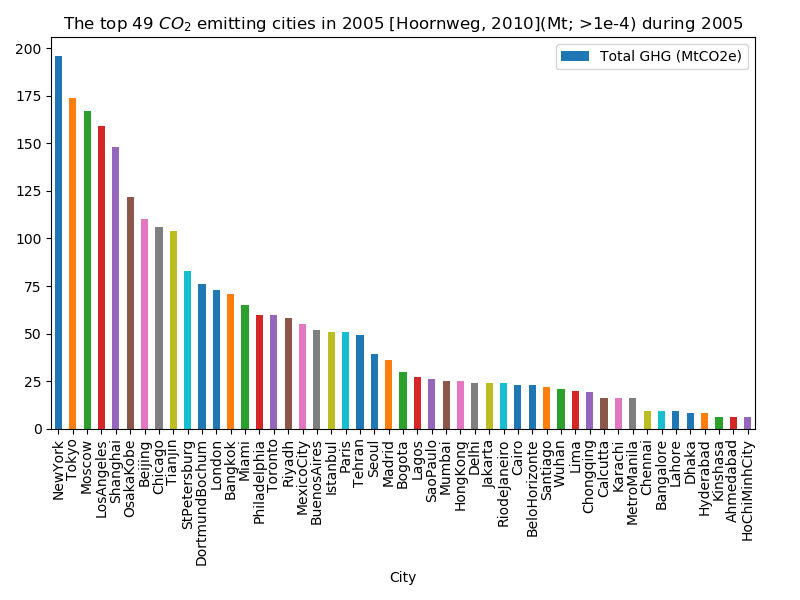 The top 49 CO₂ emitting cities in 2005 [Hoornweg, 2010](Mt; >1e-4) during 2005
Total GHG (MtCO2e)
200
175
150
125
100
75
50
25
0
NewYork
Tokyo
Moscow
LosAngeles
Shanghai
OsakaKobe
Beijing
Chicago
Tianjin
StPetersburg
DortmundBochum
London
Bangkok
Miami
Philadelphia
Toronto
Riyadh
MexicoCity
BuenosAires
Istanbul
Paris
Tehran
Seoul
Madrid
Bogota
Lagos
SaoPaulo
Mumbai
HongKong
Delhi
Jakarta
RiodeJaneiro
Cairo
BeloHorizonte
Santiago
Wuhan
Lima
Chongqing
Calcutta
Karachi
MetroManila
Chennai
Bangalore
Lahore
Dhaka
Hyderabad
Kinshasa
Ahmedabad
HoChiMinhCity
City